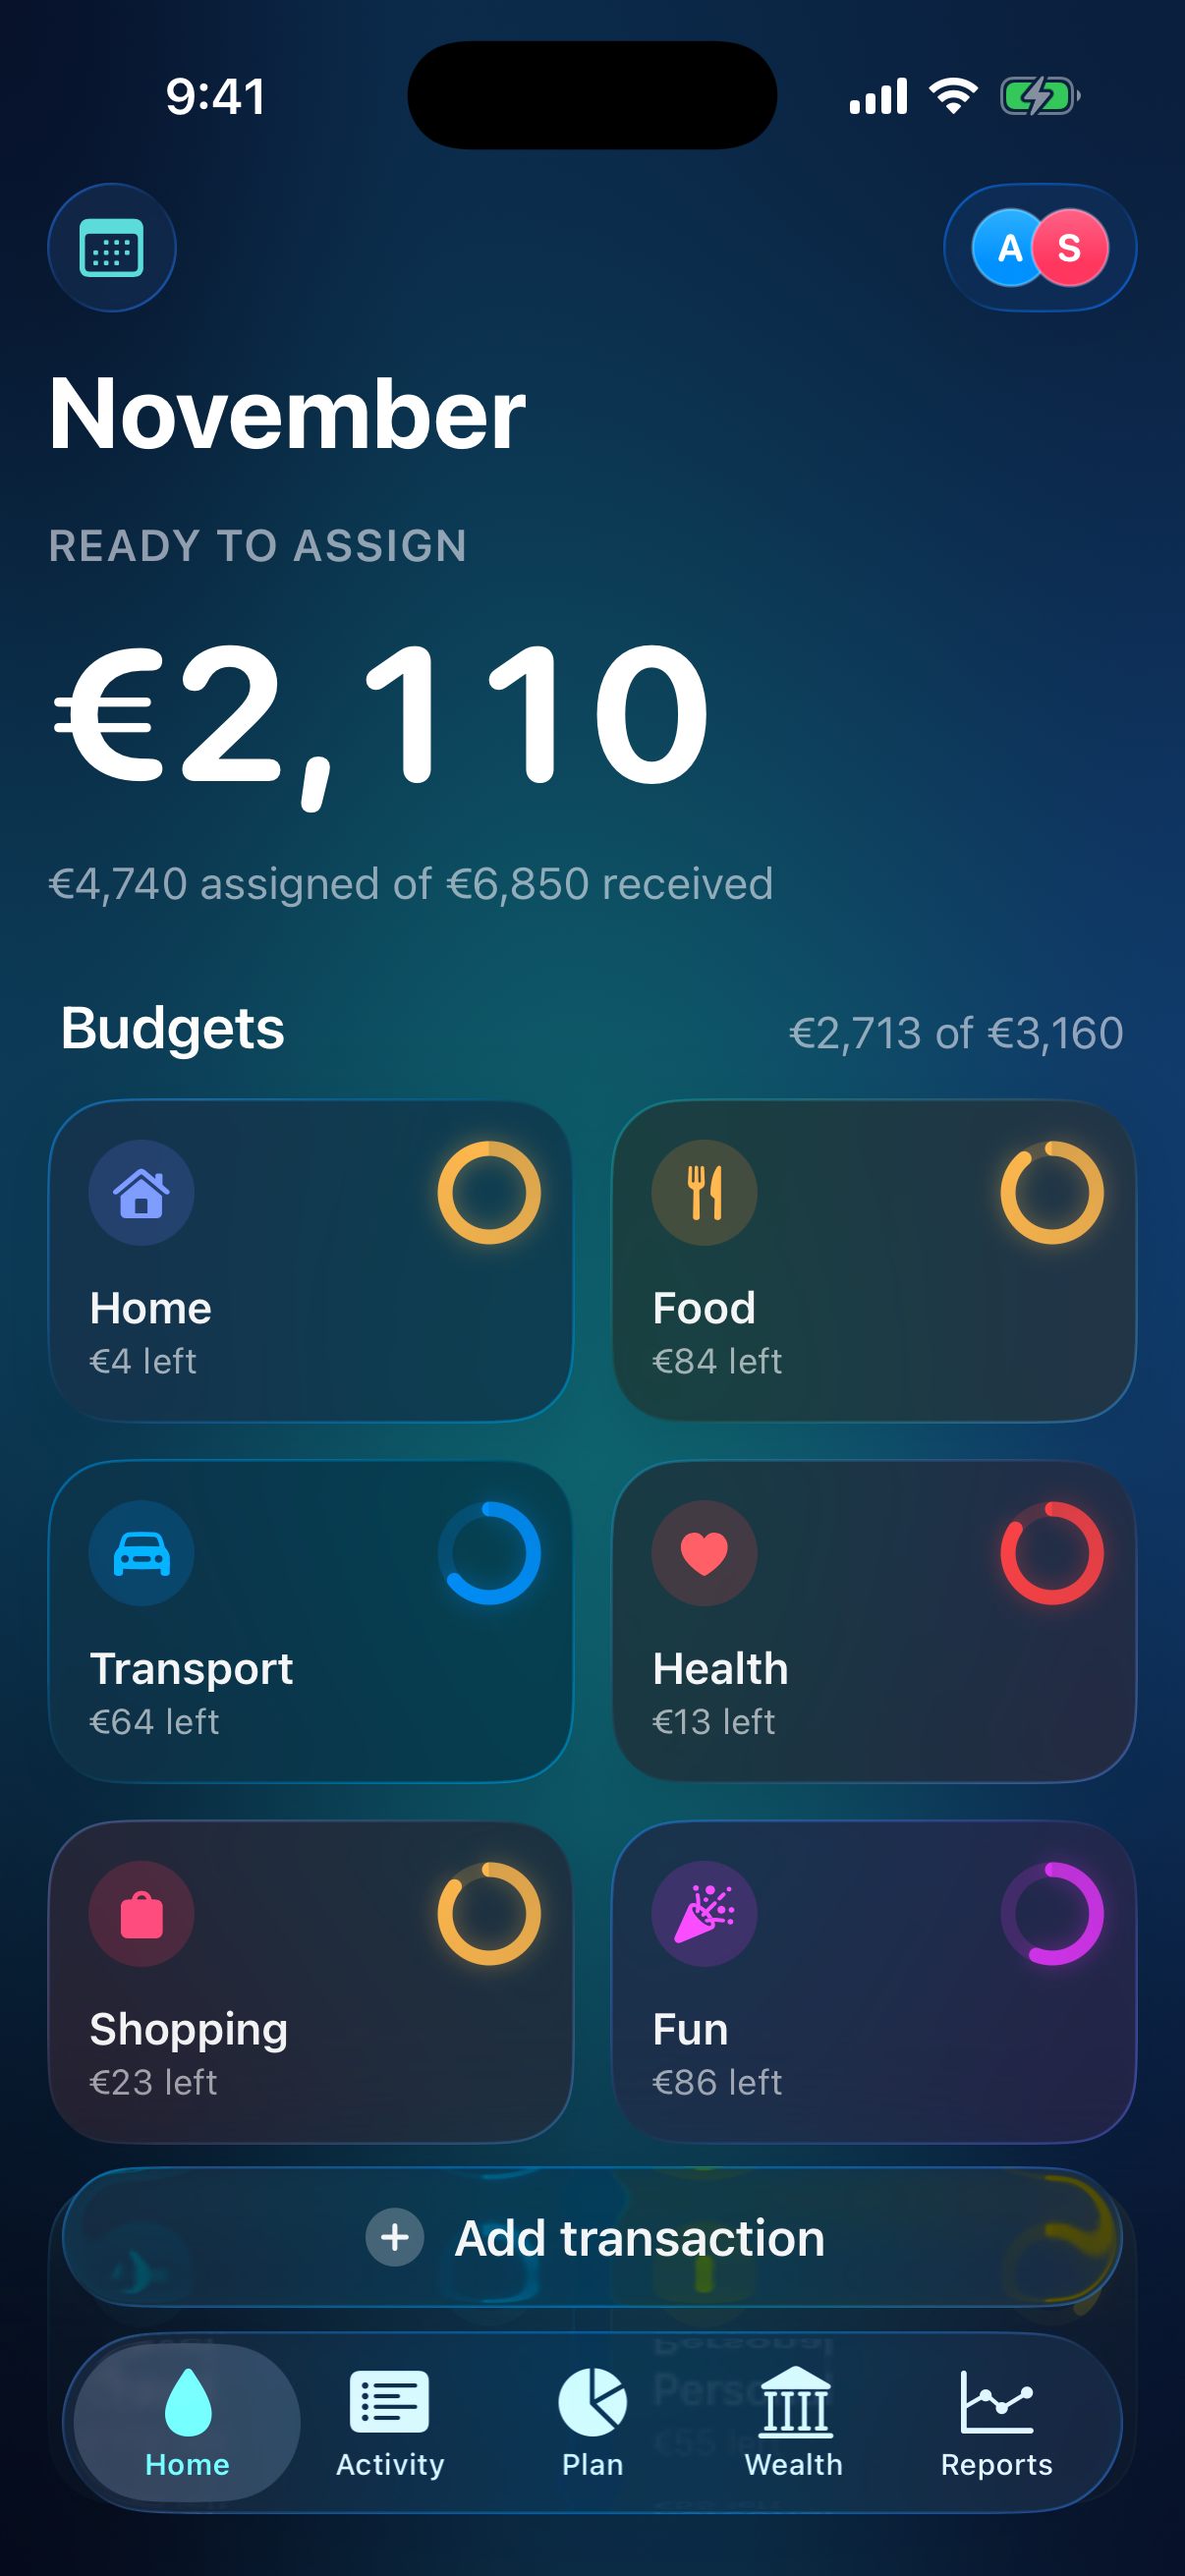 9:41
A S
November
READY TO ASSIGN
€2,110
€4,740 assigned of €6,850 received
Budgets €2,713 of €3,160
Home Food
€4 left €84 left
Transport Health
€64 left €13 left
Shopping Fun
€23 left €86 left
Add transaction
Home Activity Plan Wealth Reports